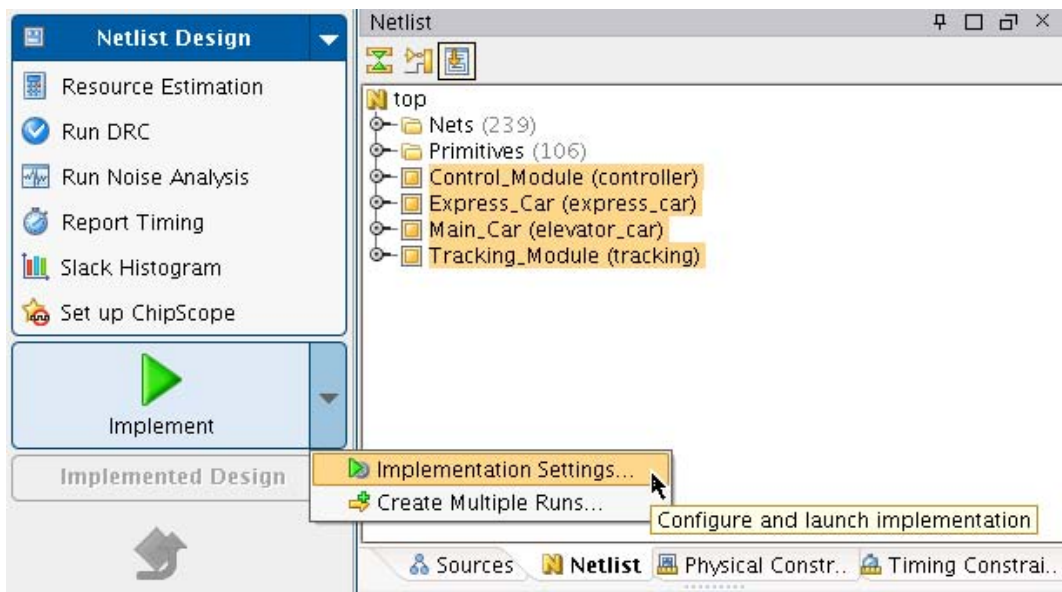 Netlist Design
Resource Estimation
Run DRC
Run Noise Analysis
Report Timing
Slack Histogram
Set up ChipScope
Implement
Implemented Design
Netlist
top
Nets (239)
Primitives (106)
Control_Module (controller)
Express_Car (express_car)
Main_Car (elevator_car)
Tracking_Module (tracking)
Implementation Settings...
Create Multiple Runs...
Configure and launch implementation
Sources Netlist Physical Constr.. Timing Constrai..